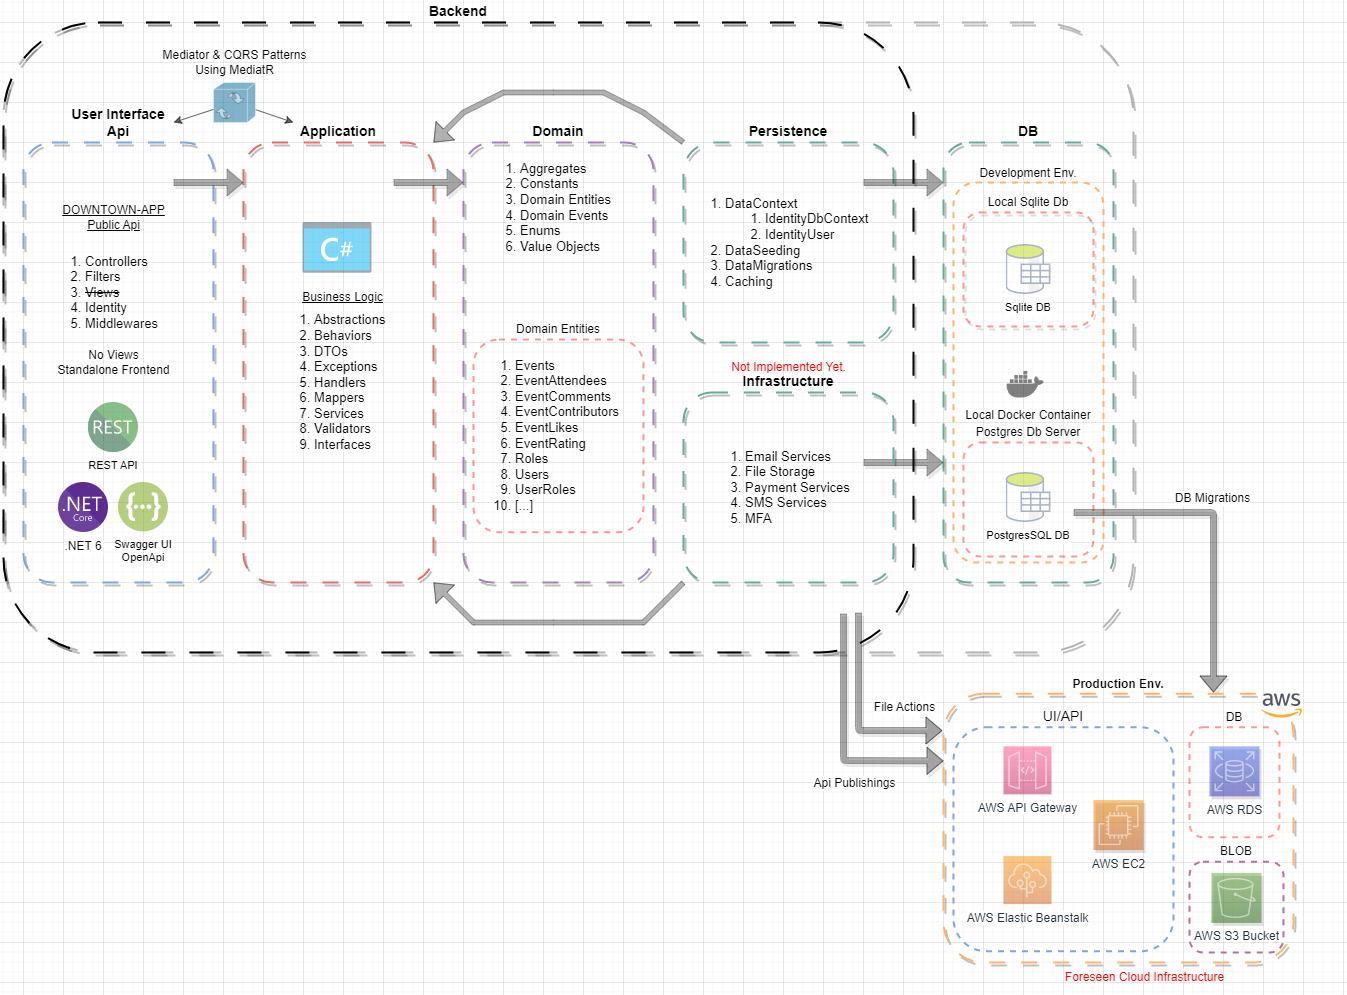 Backend
Mediator & CQRS Patterns
Using MediatR
User Interface
Api
DOWNTOWN-APP
Public Api
1. Controllers
2. Filters
3. Views
4. Identity
5. Middlewares
No Views
Standalone Frontend
REST
REST API
.NET
Core
.NET 6
{···}
Swagger UI
OpenApi
Application
C#
Business Logic
1. Abstractions
2. Behaviors
3. DTOs
4. Exceptions
5. Handlers
6. Mappers
7. Services
8. Validators
9. Interfaces
Domain
1. Aggregates
2. Constants
3. Domain Entities
4. Domain Events
5. Enums
6. Value Objects
Domain Entities
1. Events
2. EventAttendees
3. EventComments
4. EventContributors
5. EventLikes
6. EventRating
7. Roles
8. Users
9. UserRoles
10. [...]
Persistence
1. DataContext
1. IdentityDbContext
2. IdentityUser
2. DataSeeding
3. DataMigrations
4. Caching
Not Implemented Yet.
Infrastructure
1. Email Services
2. File Storage
3. Payment Services
4. SMS Services
5. MFA
DB
Development Env.
Local Sqlite Db
Sqlite DB
Local Docker Container
Postgres Db Server
PostgresSQL DB
DB Migrations
File Actions
Api Publishings
Production Env.
aws
UI/API
AWS API Gateway
AWS EC2
AWS Elastic Beanstalk
DB
AWS RDS
BLOB
AWS S3 Bucket
Foreseen Cloud Infrastructure